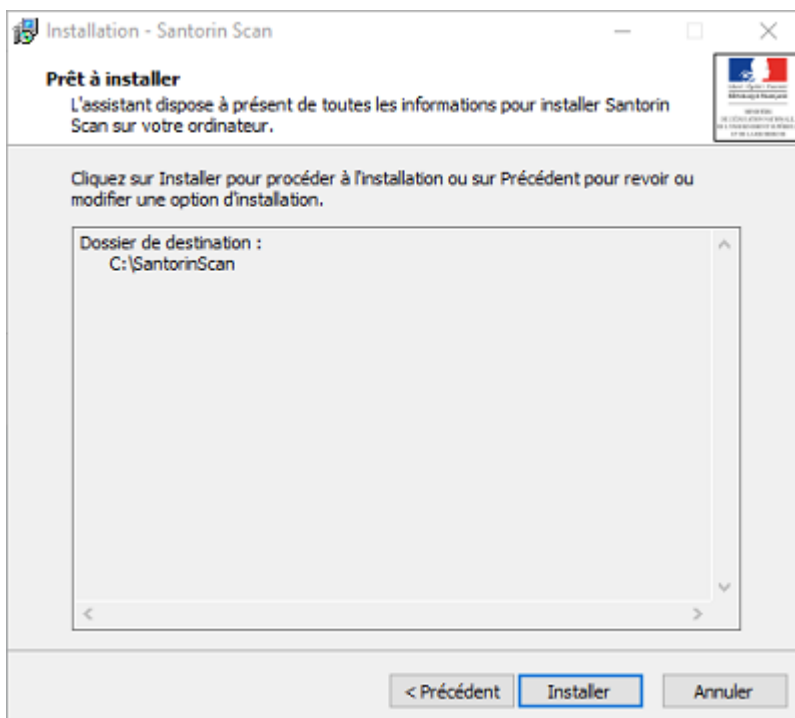 Installation - Santorin Scan
Prêt à installer
L'assistant dispose à présent de toutes les informations pour installer Santorin
Scan sur votre ordinateur.
Cliquez sur Installer pour procéder à l'installation ou sur Précédent pour revoir ou
modifier une option d'installation.
Dossier de destination :
C:\SantorinScan
< Précédent
Installer
Annuler